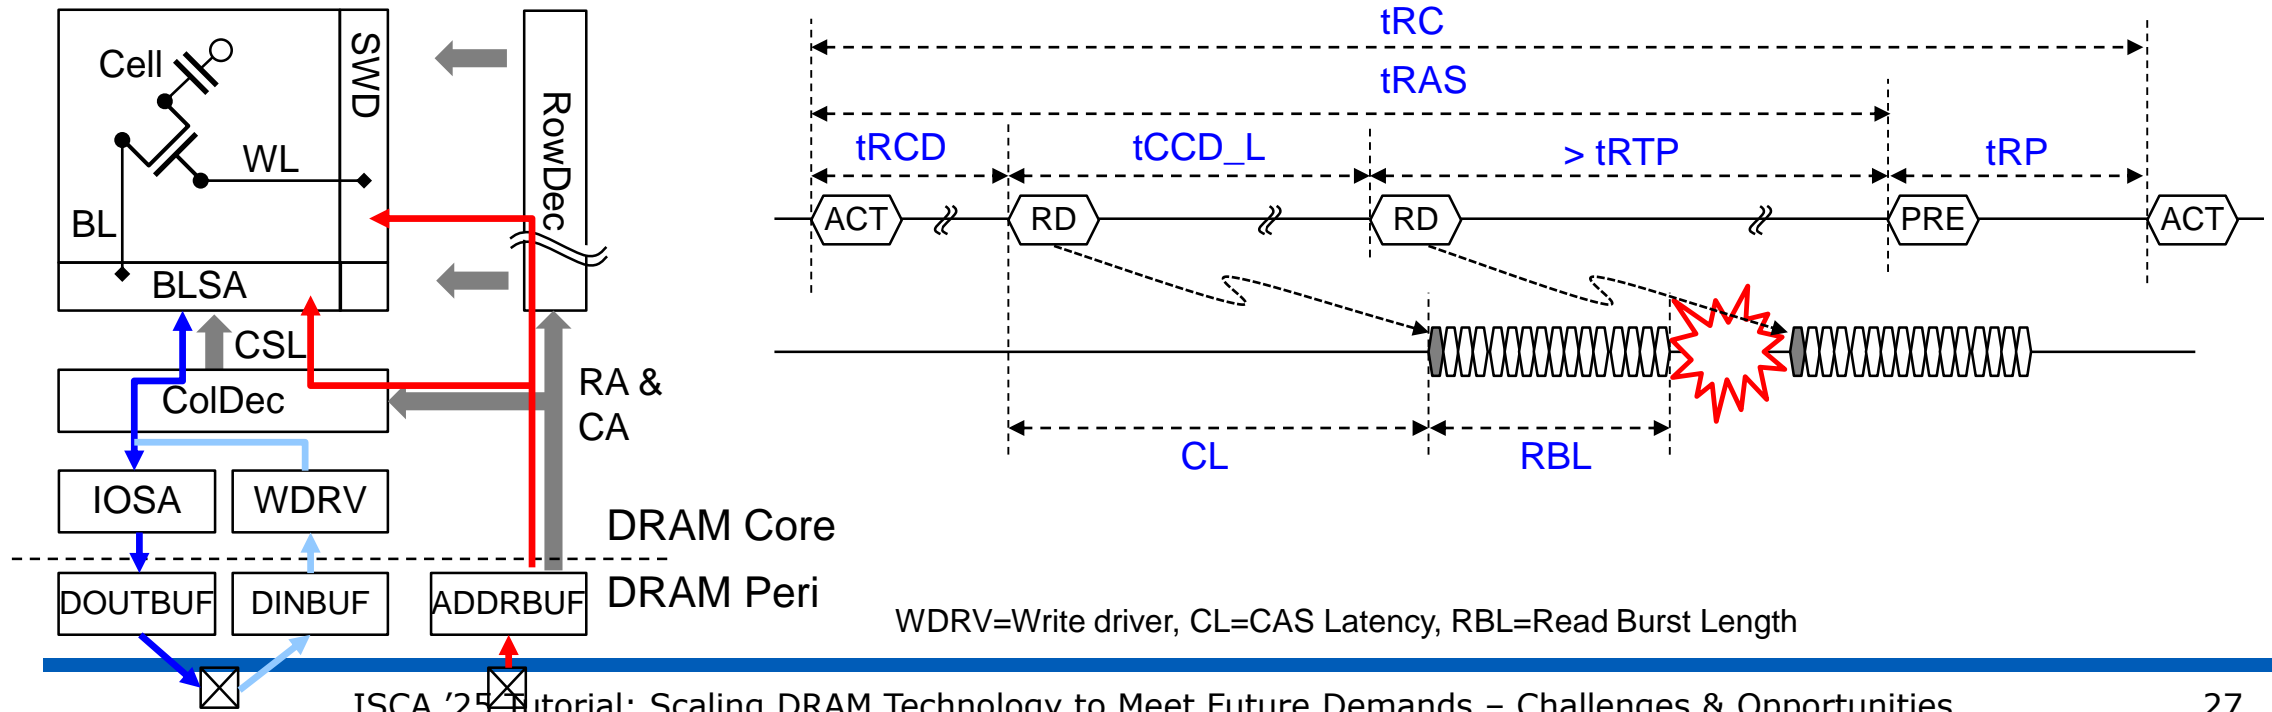 Cell
SWD
WL
BL
BLSA
RowDec
CSL
ColDec
RA &
CA
IOSA
WDRV
DRAM Core
DOUTBUF
DINBUF
ADDRBUF
DRAM Peri
tRC
tRAS
tRCD
tCCD_L
> tRTP
tRP
ACT
RD
RD
PRE
ACT
CL
RBL
WDRV=Write driver, CL=CAS Latency, RBL=Read Burst Length
ISCA ’25 Tutorial: Scaling DRAM Technology to Meet Future Demands – Challenges & Opportunities
27